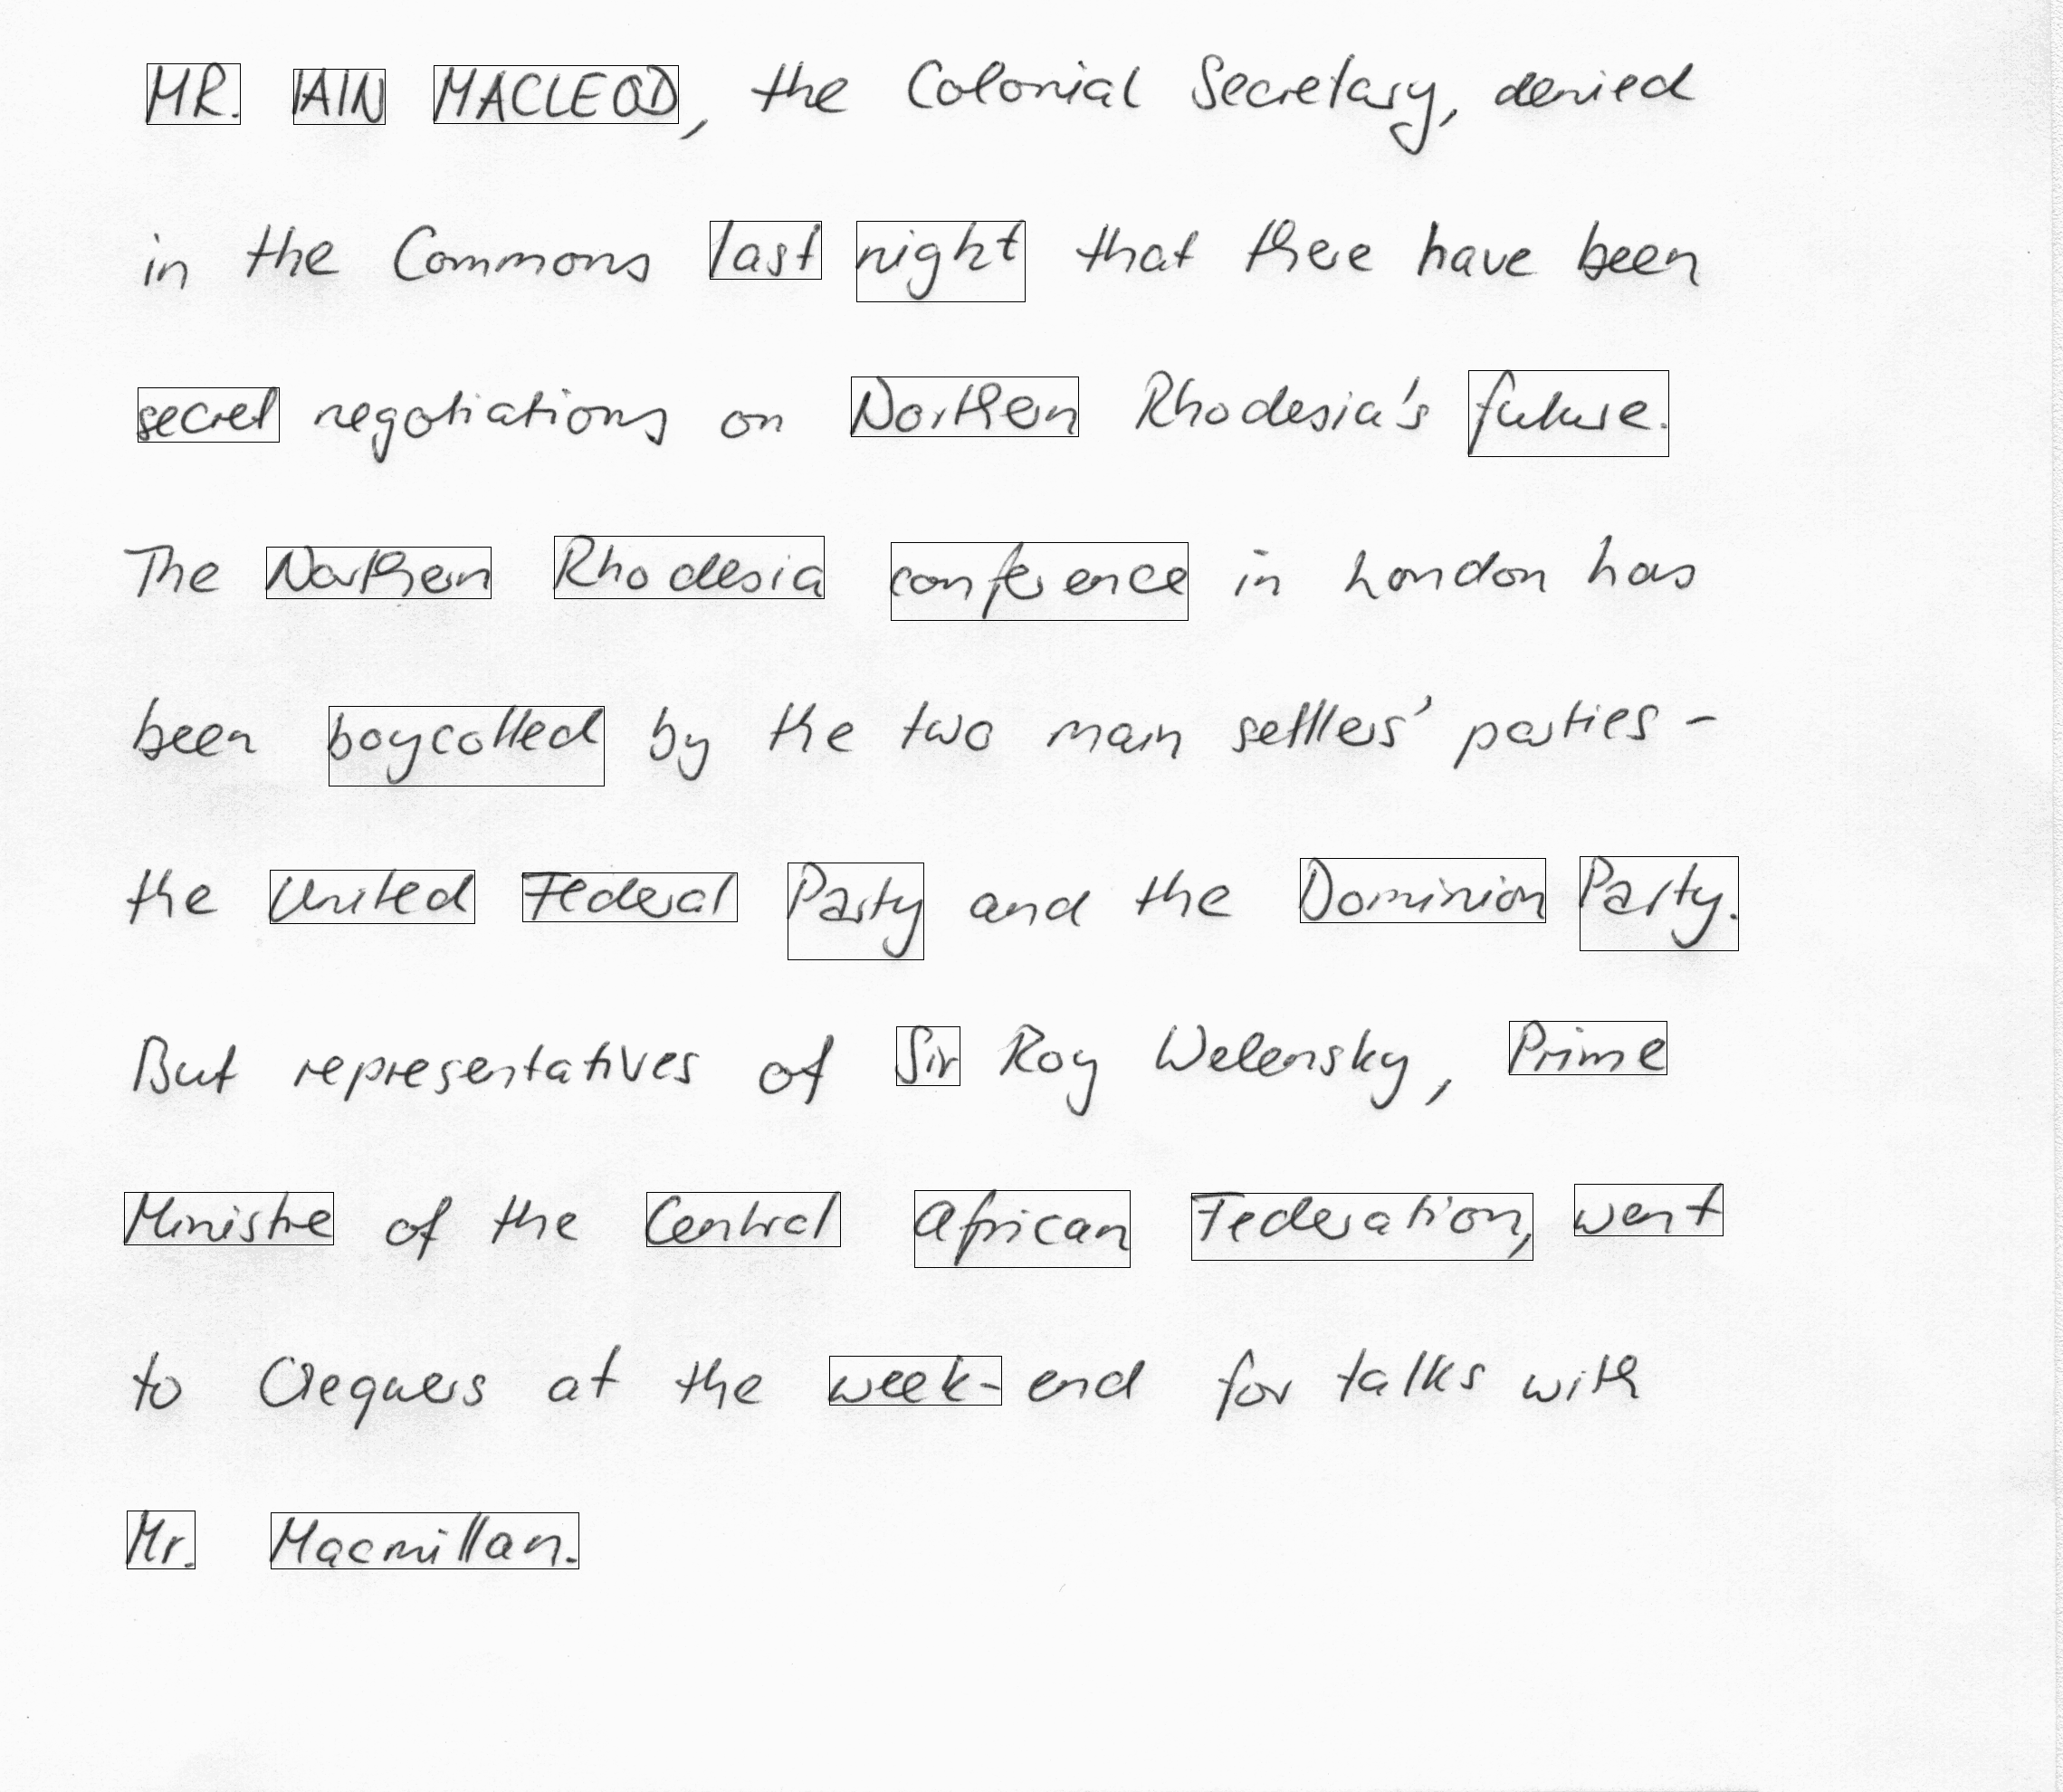 MR. IAIN MACLEOD, the Colonial Secretary, denied
in the Commons last night that there have been
secret negotiations on Northern Rhodesia's future.
The Northern Rhodesia conference in London has
been boycotted by the two main settlers' parties -
the United Federal Party and the Dominion Party.
But representatives of Sir Roy Welensky, Prime
Ministre of the Central African Federation, went
to Chequers at the week-end for talks with
Mr. Macmillan.